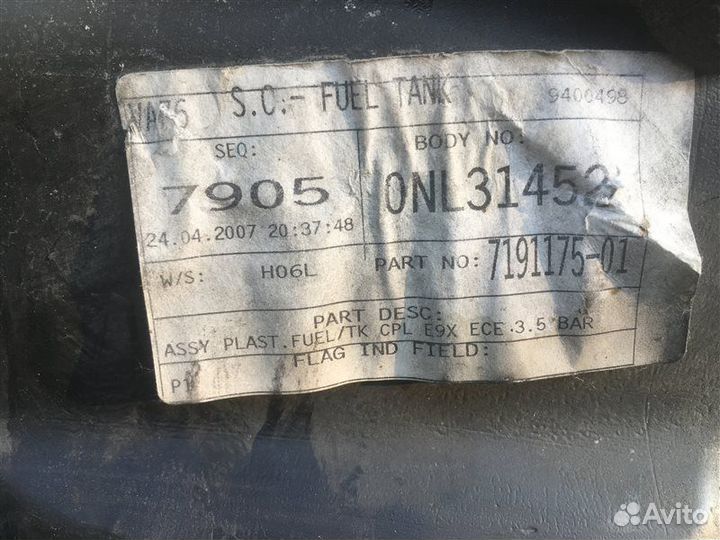 S.C:- FUEL TANK 9400498
SEQ: BODY NO:
7905 0NL31452
24.04.2007 20:37:48
W/S: H06L PART NO: 7191175-01
PART DESC:
ASSY PLAST.FUEL/TK CPL E9X ECE.3.5 BAR
FLAG IND FIELD:
Avito